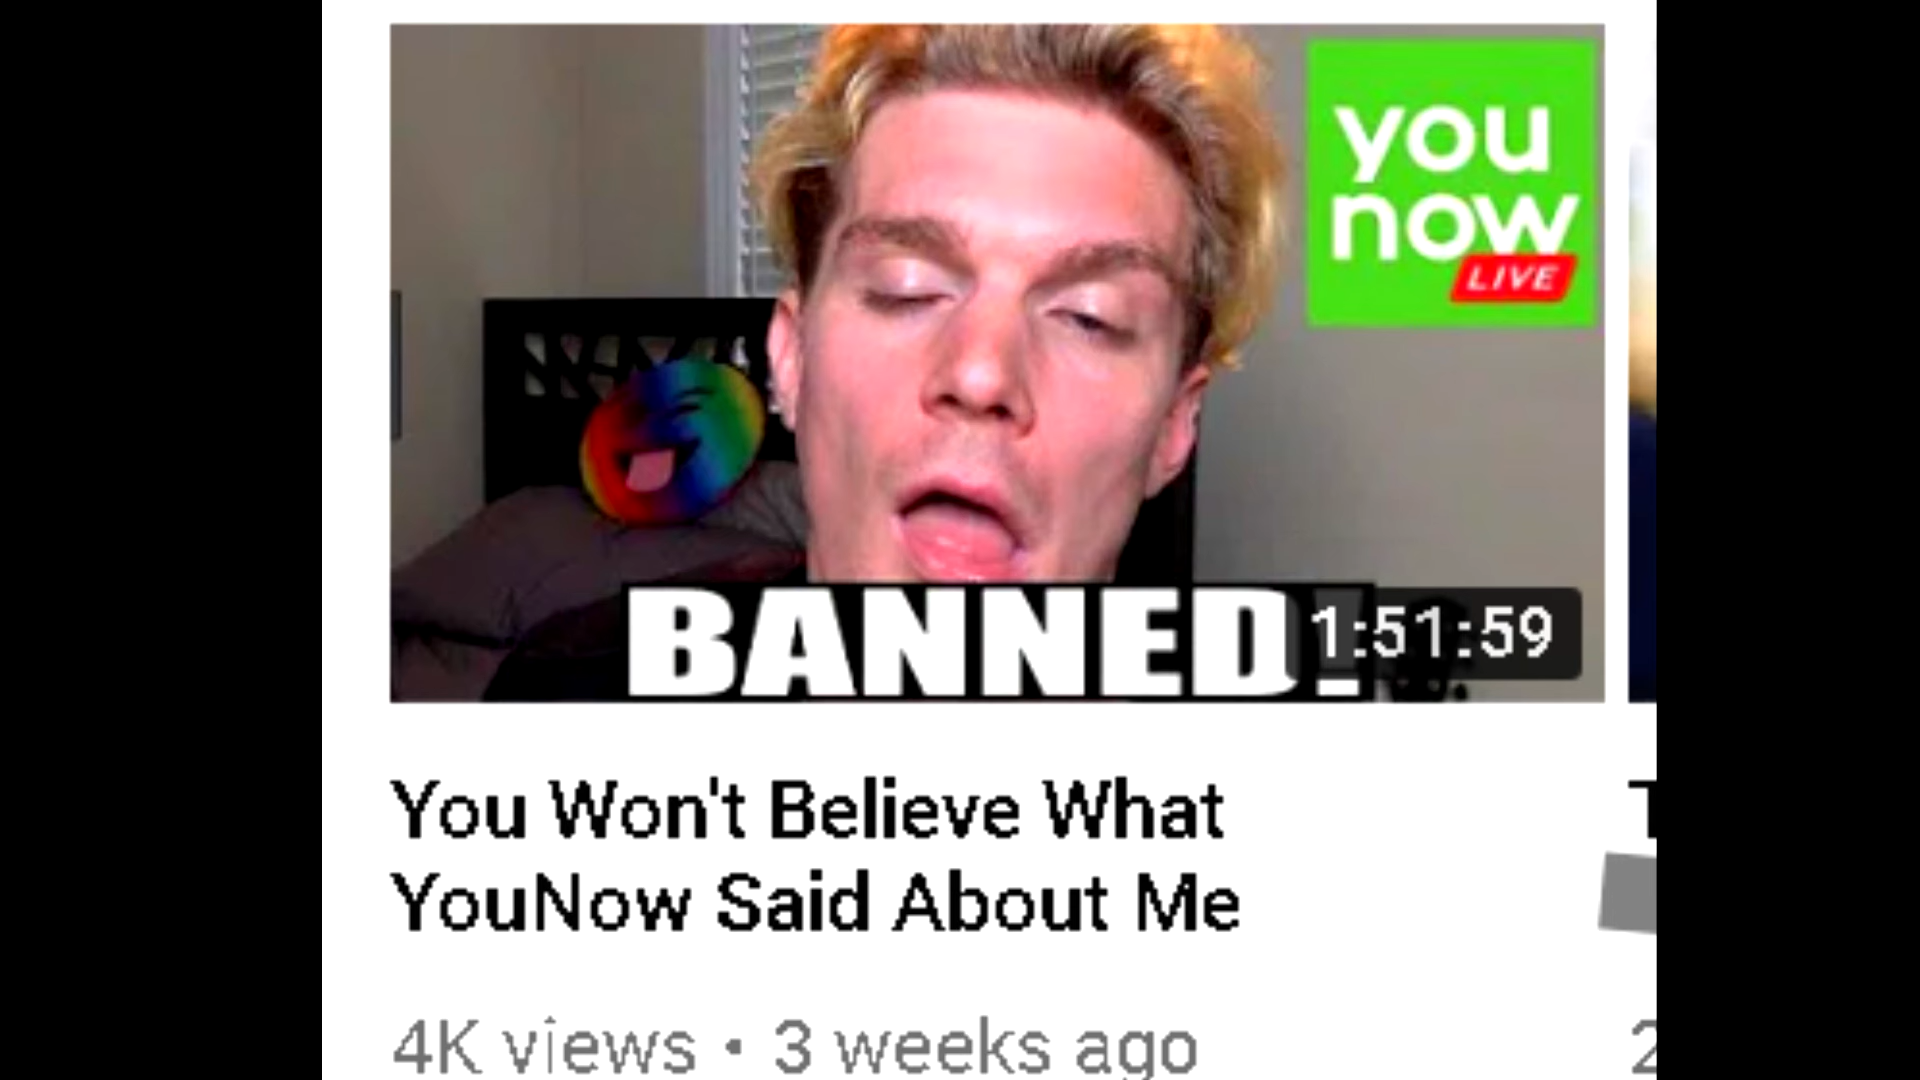 you
now
LIVE
BANNED!
1:51:59
You Won't Believe What
YouNow Said About Me
4K views • 3 weeks ago
T
2